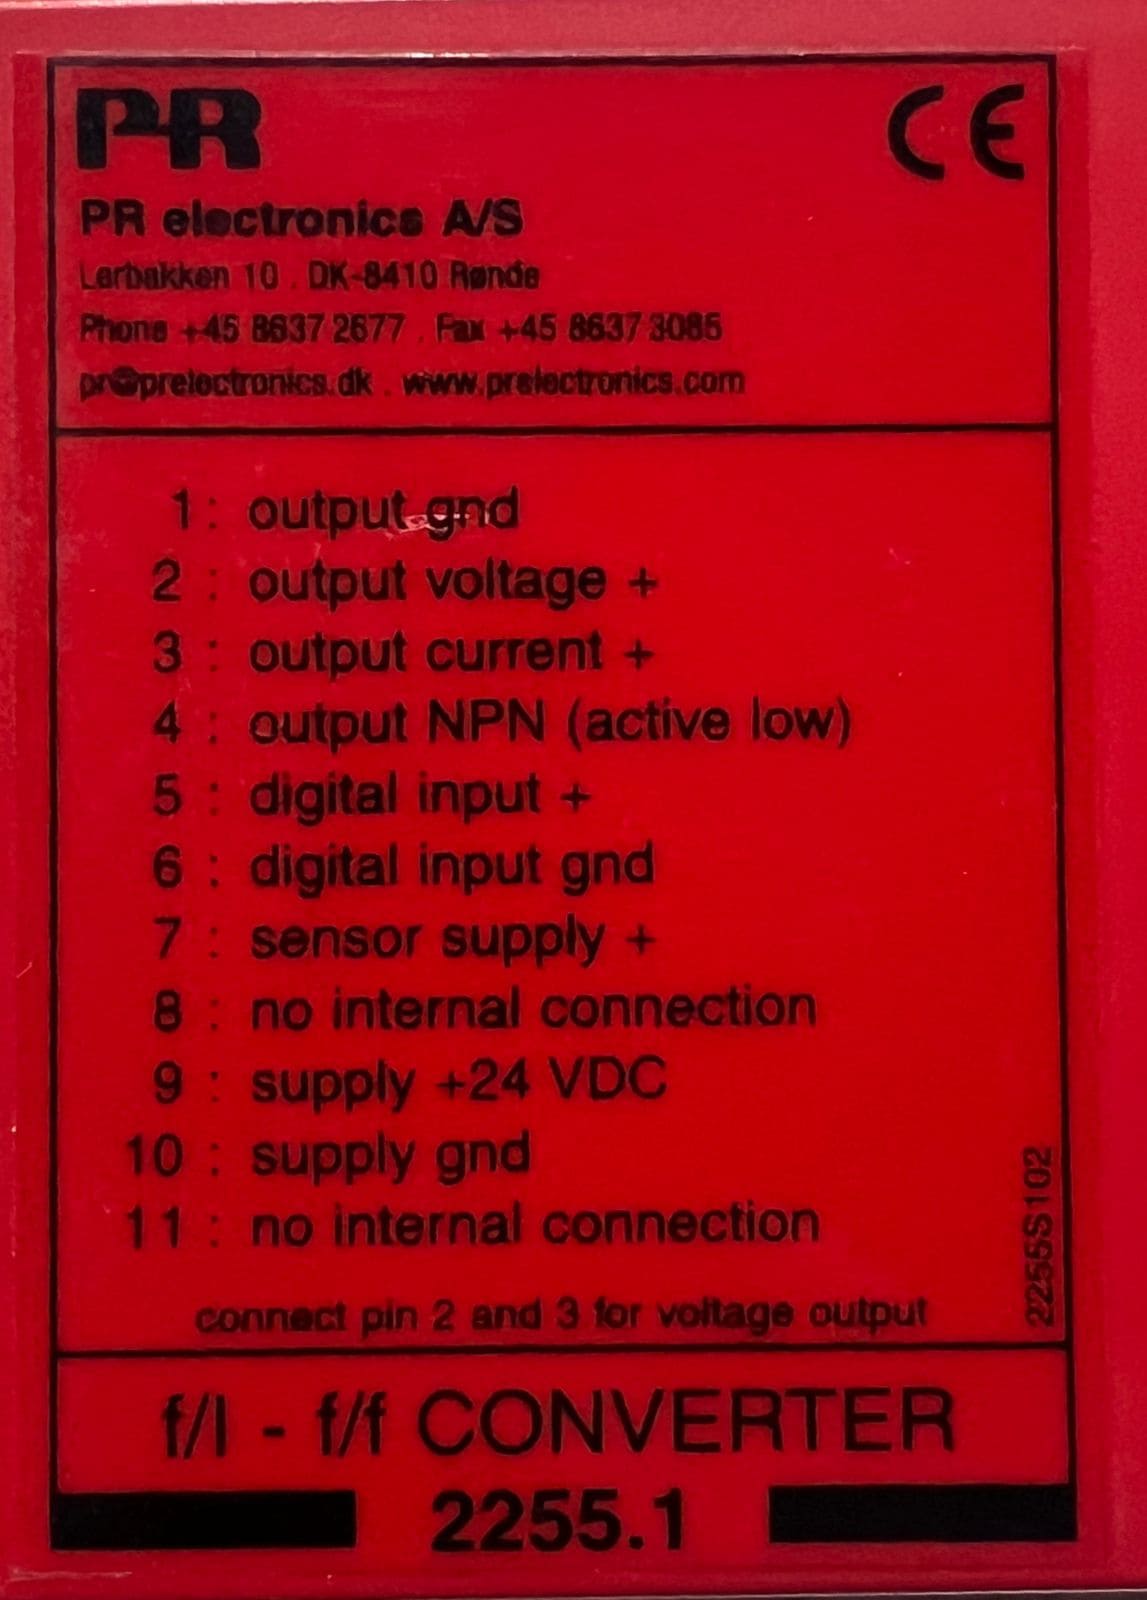 PR
CE
PR electronics A/S
Lerbakken 10 . DK-8410 Rønde
Phone +45 8637 2677 . Fax +45 8637 3085
pr@prelectronics.dk . www.prelectronics.com
1 : output gnd
2 : output voltage +
3 : output current +
4 : output NPN (active low)
5 : digital input +
6 : digital input gnd
7 : sensor supply +
8 : no internal connection
9 : supply +24 VDC
10 : supply gnd
11 : no internal connection
connect pin 2 and 3 for voltage output
2255S102
f/I - f/f CONVERTER
2255.1